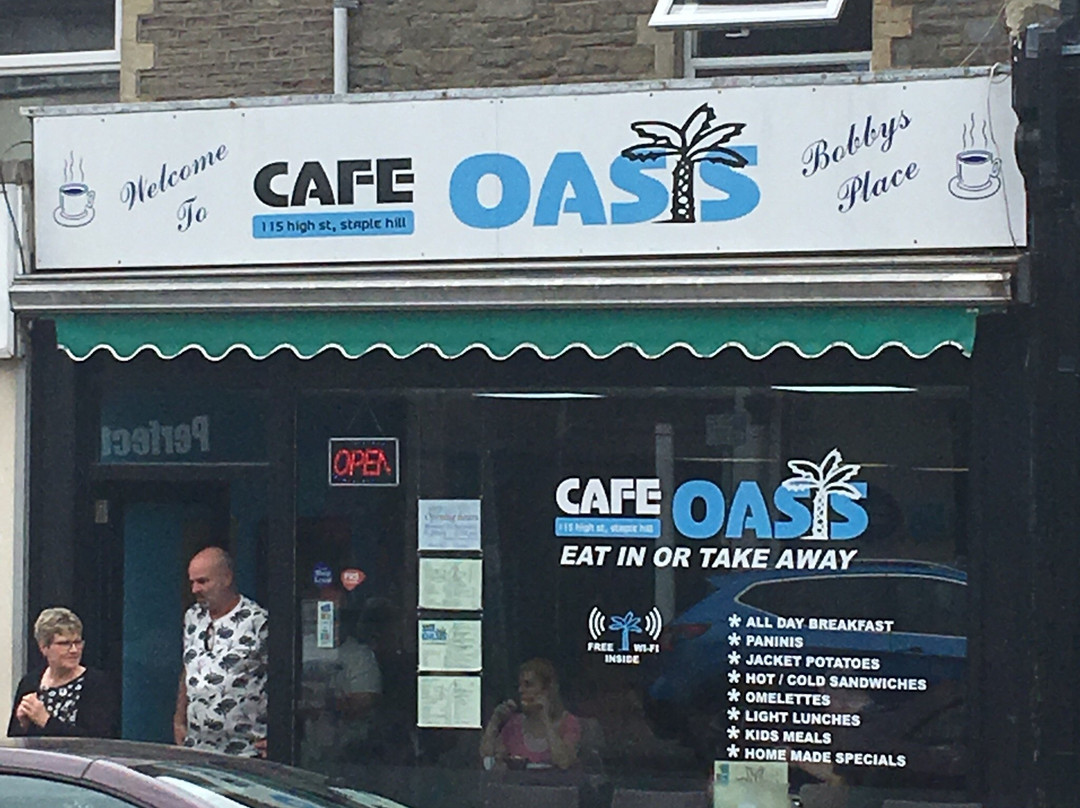 Welcome
To
CAFE
115 high st, staple hill
OASIS
Bobbys
Place
Perfect
OPEN
Opening hours
CAFE OASIS
115 high st, staple hill
EAT IN OR TAKE AWAY
FREE WI-FI
INSIDE
* ALL DAY BREAKFAST
* PANINIS
* JACKET POTATOES
* HOT / COLD SANDWICHES
* OMELETTES
* LIGHT LUNCHES
* KIDS MEALS
* HOME MADE SPECIALS